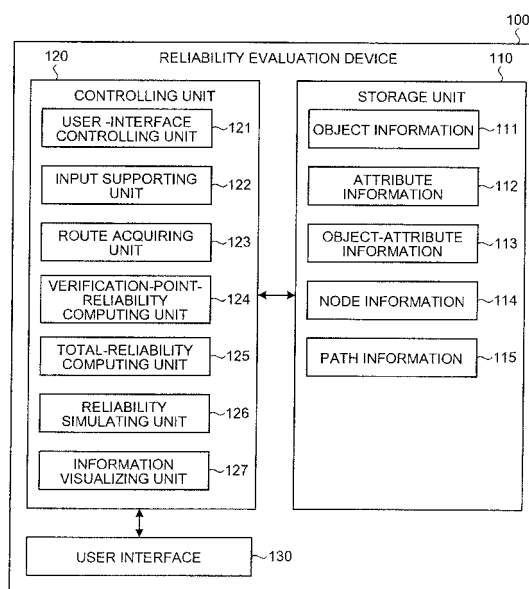 100
RELIABILITY EVALUATION DEVICE
120
110
CONTROLLING UNIT
USER -INTERFACE
CONTROLLING UNIT
121
INPUT SUPPORTING
UNIT
122
ROUTE ACQUIRING
UNIT
123
VERIFICATION-POINT-
RELIABILITY
COMPUTING UNIT
124
TOTAL-RELIABILITY
COMPUTING UNIT
125
RELIABILITY
SIMULATING UNIT
126
INFORMATION
VISUALIZING UNIT
127
STORAGE UNIT
OBJECT INFORMATION
111
ATTRIBUTE
INFORMATION
112
OBJECT-ATTRIBUTE
INFORMATION
113
NODE INFORMATION
114
PATH INFORMATION
115
USER INTERFACE
130